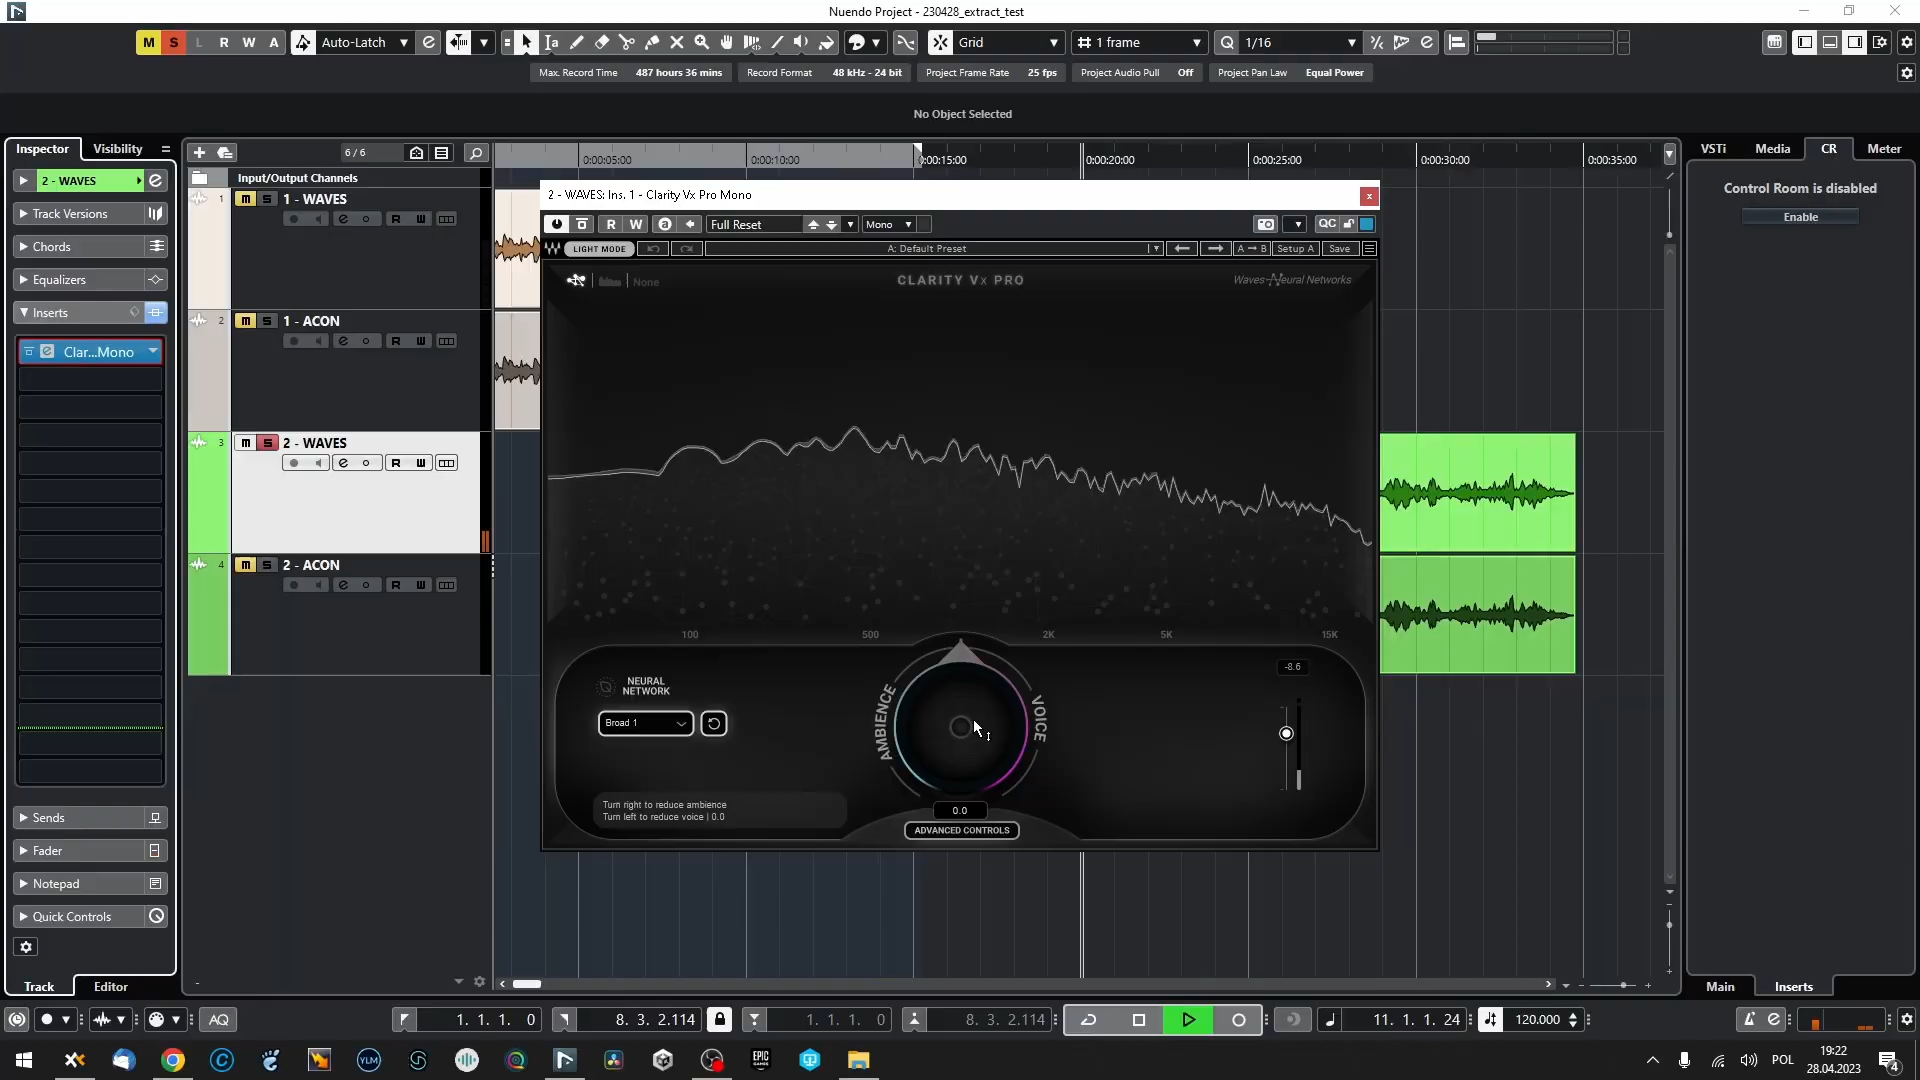 Nuendo Project - 230428_extract_test
M S L R W A Auto-Latch Grid 1 frame Q 1/16
Max. Record Time 487 hours 36 mins Record Format 48 kHz - 24 bit Project Frame Rate 25 fps Project Audio Pull Off Project Pan Law Equal Power
No Object Selected
Inspector Visibility 6 / 6 0:00:05:00 0:00:10:00 0:00:15:00 0:00:20:00 0:00:25:00 0:00:30:00 0:00:35:00 VSTi Media CR Meter
2 - WAVES
Input/Output Channels
Control Room is disabled
Enable
Track Versions
Chords
Equalizers
Inserts
Clar...Mono
Sends
Fader
Notepad
Quick Controls
Track Editor
1 m S 1 - WAVES
R W
2 m S 1 - ACON
R W
3 m S 2 - WAVES
R W
4 m S 2 - ACON
R W
2 - WAVES: Ins. 1 - Clarity Vx Pro Mono x
R W a Full Reset Mono QC
LIGHT MODE A: Default Preset A → B Setup A Save
None CLARITY Vx PRO Waves Neural Networks
100 500 2K 5K 15K
NEURAL
NETWORK
Broad 1
AMBIENCE
VOICE
-8.6
Turn right to reduce ambience
Turn left to reduce voice | 0.0
0.0
ADVANCED CONTROLS
Main Inserts
AQ 1. 1. 1. 0 8. 3. 2.114 1. 1. 1. 0 8. 3. 2.114 11. 1. 1. 24 120.000
YLM EPIC GAMES POL 19:22
28.04.2023 4